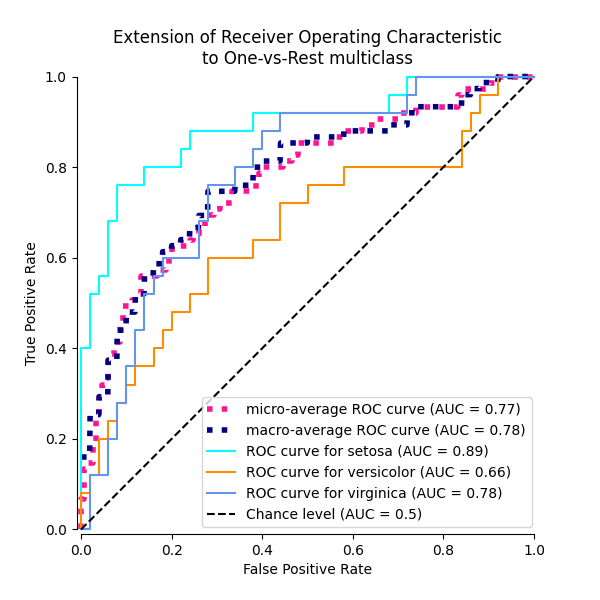 Extension of Receiver Operating Characteristic
to One-vs-Rest multiclass
True Positive Rate
1.0
0.8
0.6
0.4
0.2
0.0
micro-average ROC curve (AUC = 0.77)
macro-average ROC curve (AUC = 0.78)
ROC curve for setosa (AUC = 0.89)
ROC curve for versicolor (AUC = 0.66)
ROC curve for virginica (AUC = 0.78)
Chance level (AUC = 0.5)
0.0 0.2 0.4 0.6 0.8 1.0
False Positive Rate